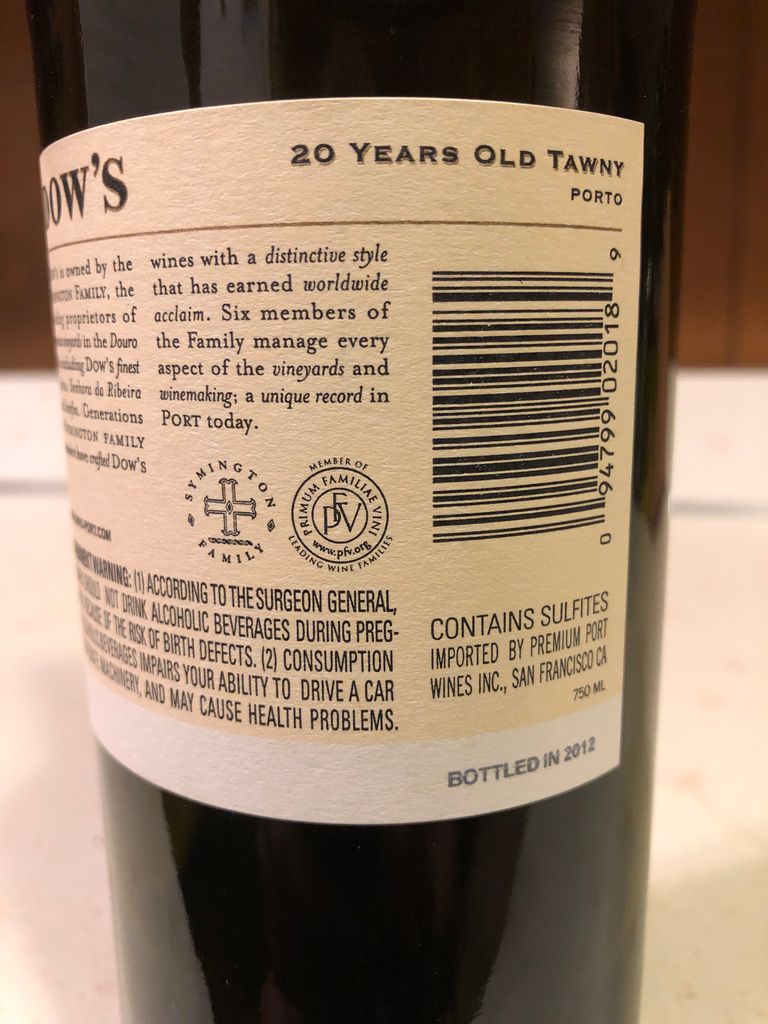 DOW'S
20 YEARS OLD TAWNY
PORTO
is owned by the
FAMILY, the
proprietors of
in the Douro
DOW'S finest
da Ribeira
Generations
FAMILY
crafted DOW'S
wines with a distinctive style
that has earned worldwide
acclaim. Six members of
the Family manage every
aspect of the vineyards and
winemaking; a unique record in
PORT today.
SYMINGTON
FAMILY
MEMBER OF
PRIMUM FAMILIAE VINI
PFV
www.pfv.org
LEADING WINE FAMILIES
0 94799 02018 9
WARNING: (1) ACCORDING TO THE SURGEON GENERAL,
NOT DRINK ALCOHOLIC BEVERAGES DURING PREG-
OF THE RISK OF BIRTH DEFECTS. (2) CONSUMPTION
BEVERAGES IMPAIRS YOUR ABILITY TO DRIVE A CAR
MACHINERY, AND MAY CAUSE HEALTH PROBLEMS.
CONTAINS SULFITES
IMPORTED BY PREMIUM PORT
WINES INC., SAN FRANCISCO CA
750 ML
BOTTLED IN 2012